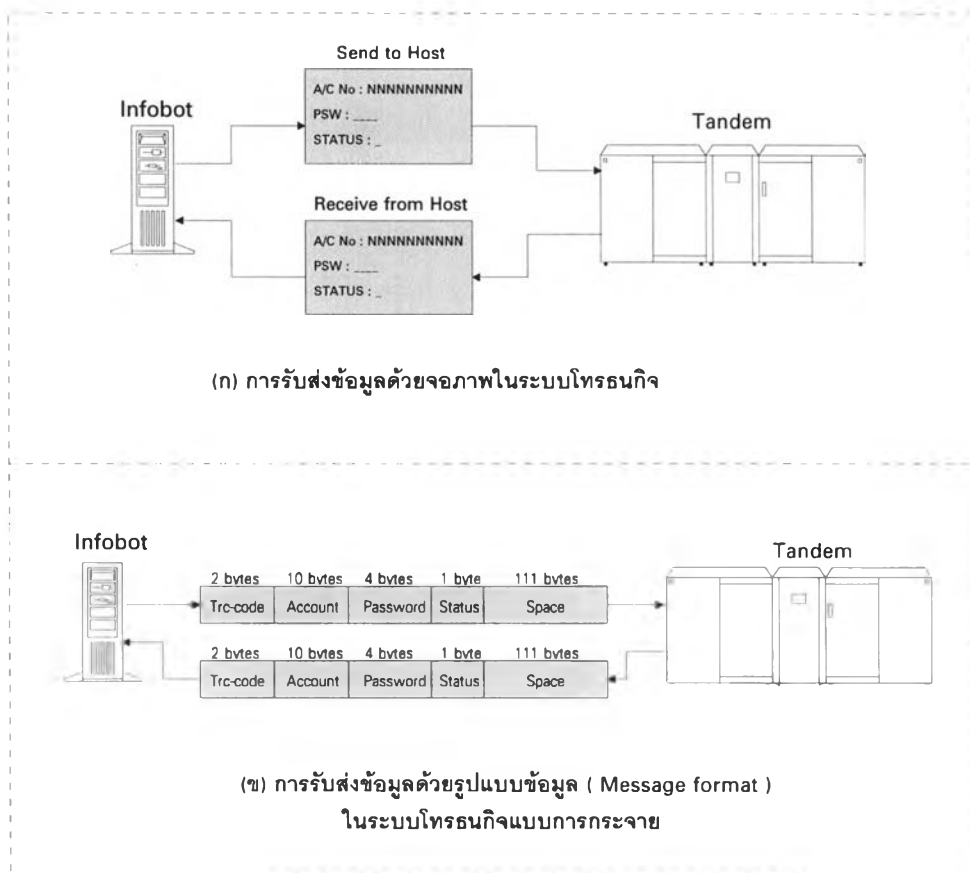 Send to Host
Infobot
A/C No : NNNNNNNNNN
PSW : ____
STATUS : _
Tandem
Receive from Host
A/C No : NNNNNNNNNN
PSW : ____
STATUS : _
(ก) การรับส่งข้อมูลด้วยจอภาพในระบบโทรธนกิจ
Infobot
Tandem
2 bytes 10 bytes 4 bytes 1 byte 111 bytes
Trc-code Account Password Status Space
2 bytes 10 bytes 4 bytes 1 byte 111 bytes
Trc-code Account Password Status Space
(ข) การรับส่งข้อมูลด้วยรูปแบบข้อมูล ( Message format )
ในระบบโทรธนกิจแบบการกระจาย